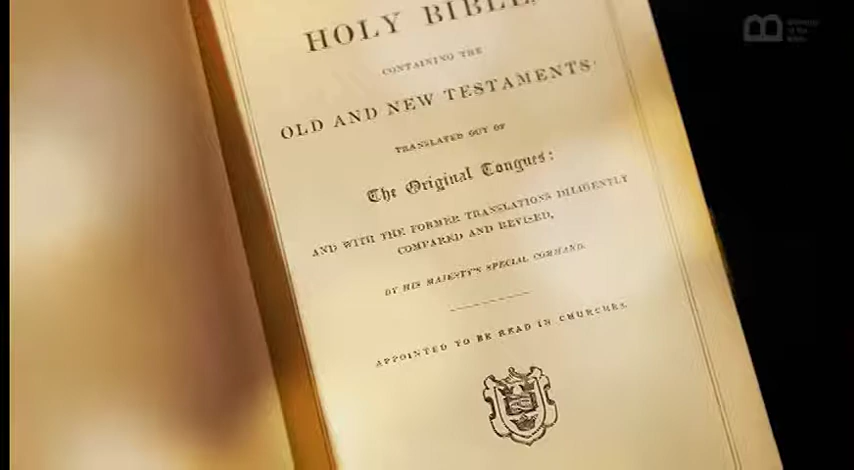 HOLY BIBLE,
CONTAINING THE
OLD AND NEW TESTAMENTS:
TRANSLATED OUT OF
The Original Tongues:
AND WITH THE FORMER TRANSLATIONS DILIGENTLY
COMPARED AND REVISED,
BY HIS MAJESTY'S SPECIAL COMMAND.
APPOINTED TO BE READ IN CHURCHES.